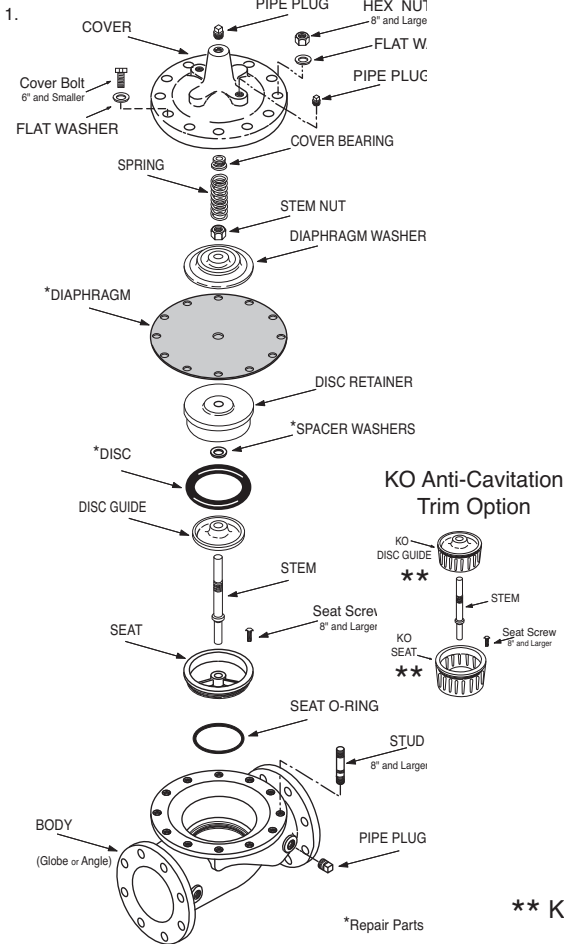 1.
PIPE PLUG
HEX NUT
8" and Large
COVER
FLAT W
PIPE PLUG
Cover Bolt
6" and Smaller
FLAT WASHER
COVER BEARING
SPRING
STEM NUT
DIAPHRAGM WASHER
*DIAPHRAGM
DISC RETAINER
*SPACER WASHERS
*DISC
DISC GUIDE
STEM
Seat Screw
8" and Larger
SEAT
SEAT O-RING
STUD
8" and Larger
BODY
(Globe or Angle)
PIPE PLUG
*Repair Parts
KO Anti-Cavitation
Trim Option
KO
DISC GUIDE
**
STEM
Seat Screw
8" and Larger
KO
SEAT
**
** K